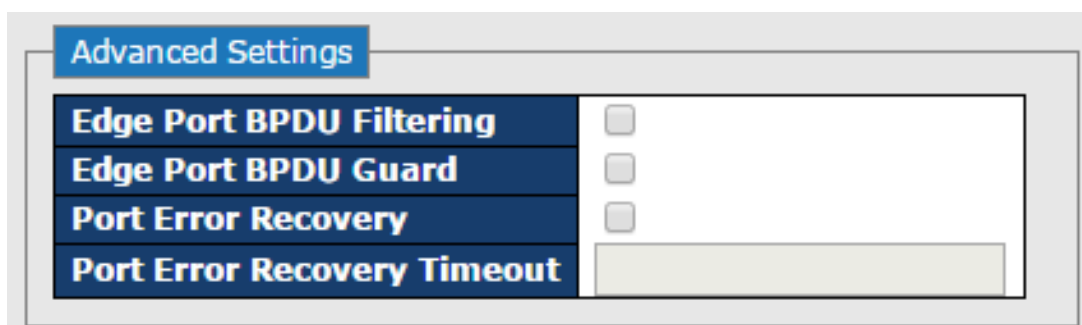 Advanced Settings
Edge Port BPDU Filtering
Edge Port BPDU Guard
Port Error Recovery
Port Error Recovery Timeout